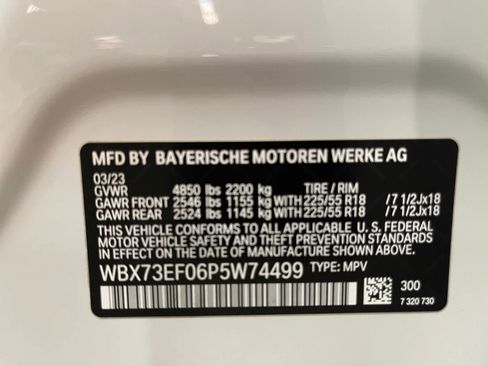 MFD BY BAYERISCHE MOTOREN WERKE AG
03/23
GVWR 4850 lbs 2200 kg TIRE / RIM
GAWR FRONT 2546 lbs 1155 kg WITH 225/55 R18 /7 1/2Jx18
GAWR REAR 2524 lbs 1145 kg WITH 225/55 R18 /7 1/2Jx18
THIS VEHICLE CONFORMS TO ALL APPLICABLE U.S. FEDERAL
MOTOR VEHICLE SAFETY, BUMPER, AND THEFT PREVENTION
STANDARDS IN EFFECT ON THE DATE OF MANUFACTURE SHOWN ABOVE.
WBX73EF06P5W74499 TYPE: MPV
300
7 320 730